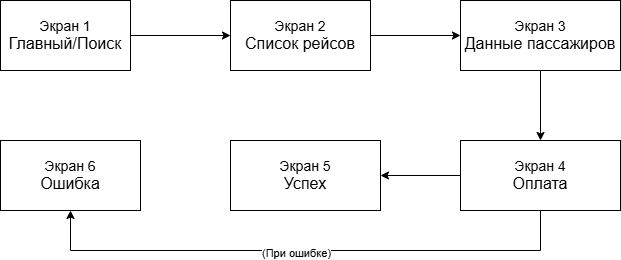 Экран 1
Главный/Поиск
Экран 2
Список рейсов
Экран 3
Данные пассажиров
Экран 6
Ошибка
Экран 5
Успех
Экран 4
Оплата
(При ошибке)